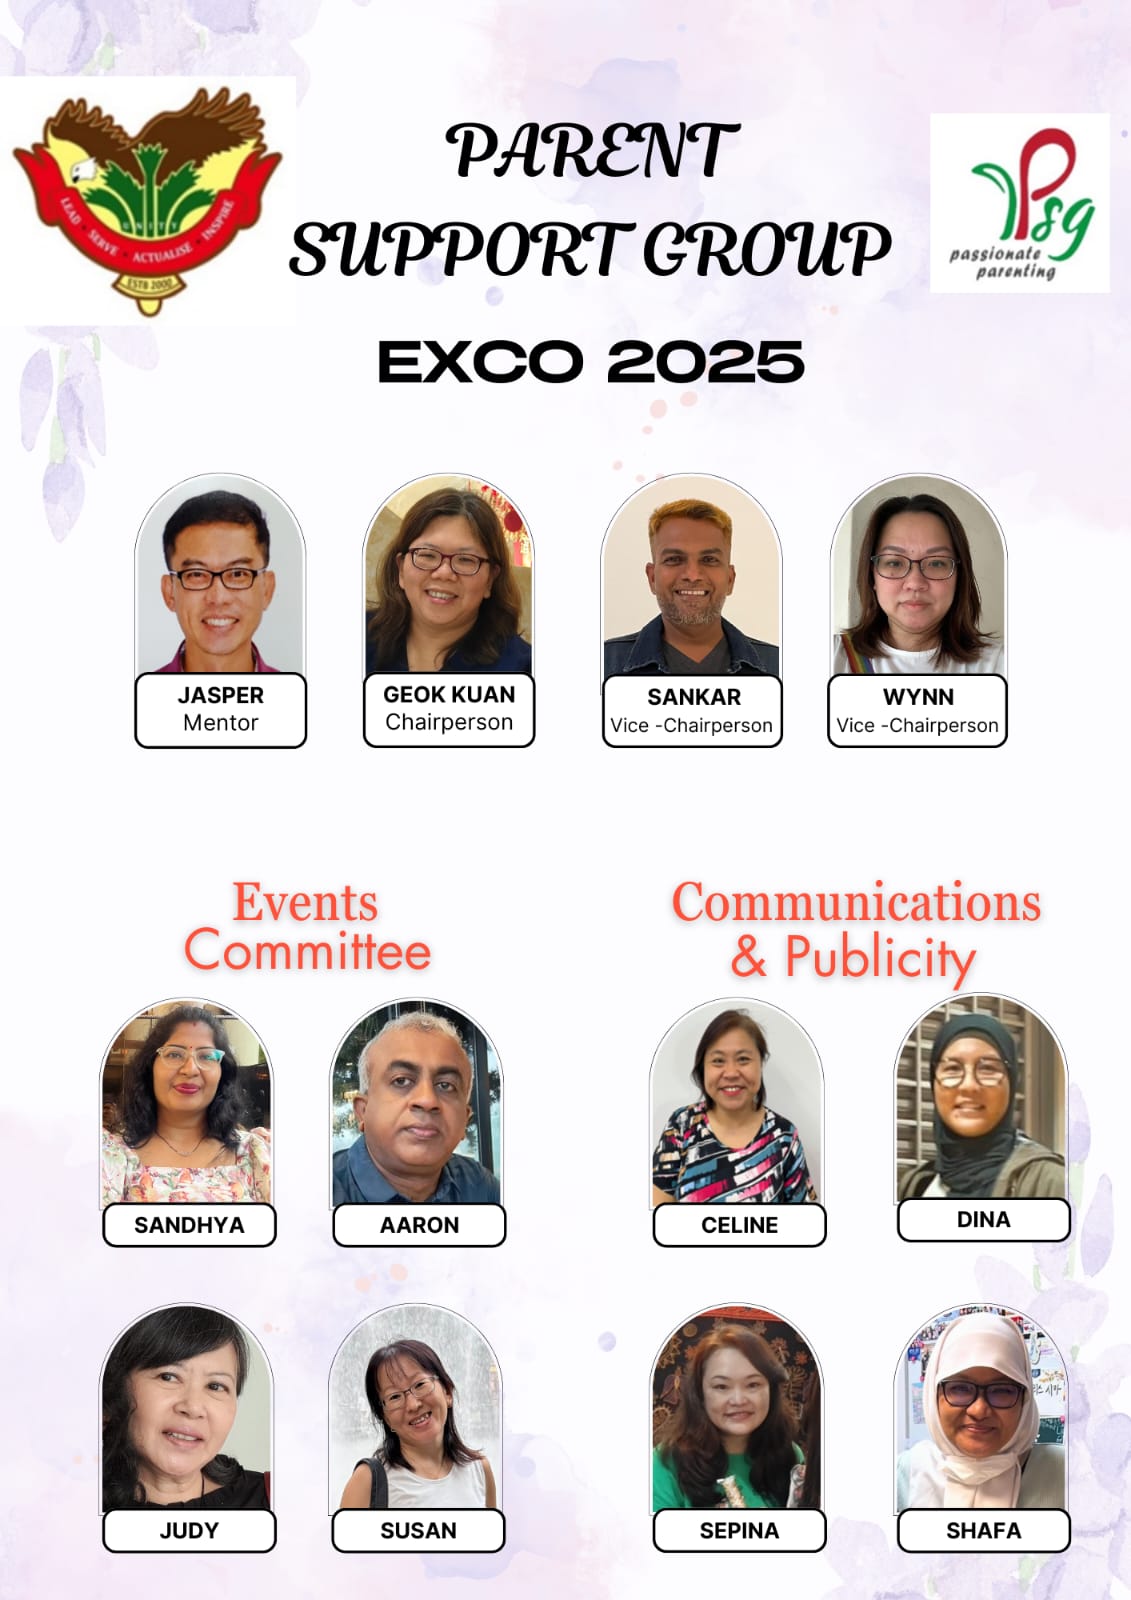 PARENT
SUPPORT GROUP
EXCO 2025
UNITY
LEAD • SERVE • ACTUALISE • INSPIRE
ESTB 2000
Psg
passionate
parenting
JASPER
Mentor
GEOK KUAN
Chairperson
SANKAR
Vice -Chairperson
WYNN
Vice -Chairperson
Events
Committee
Communications
& Publicity
SANDHYA
AARON
CELINE
DINA
JUDY
SUSAN
SEPINA
SHAFA